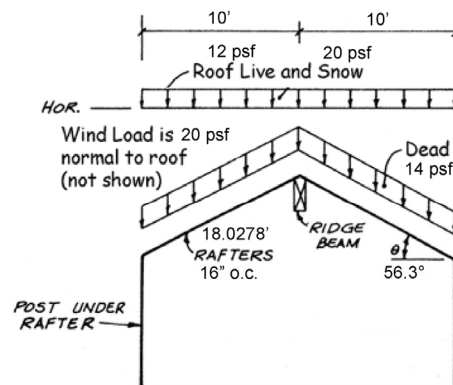 10' 10'
12 psf 20 psf
Roof Live and Snow
HOR.
Wind Load is 20 psf
normal to roof
(not shown)
Dead
14 psf
18.0278'
RAFTERS
16" o.c.
RIDGE
BEAM
θ
56.3°
POST UNDER
RAFTER